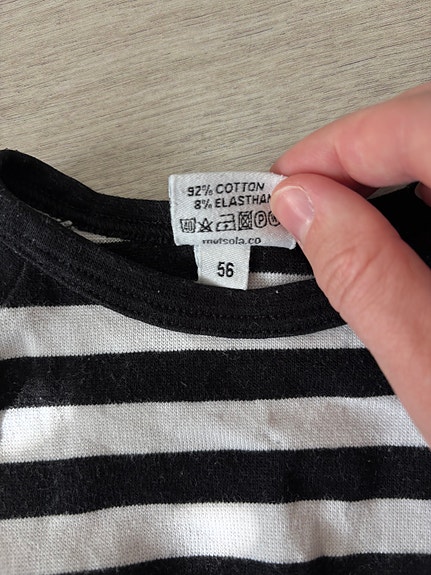 92% COTTON
8% ELASTHAN
metsola.co
56